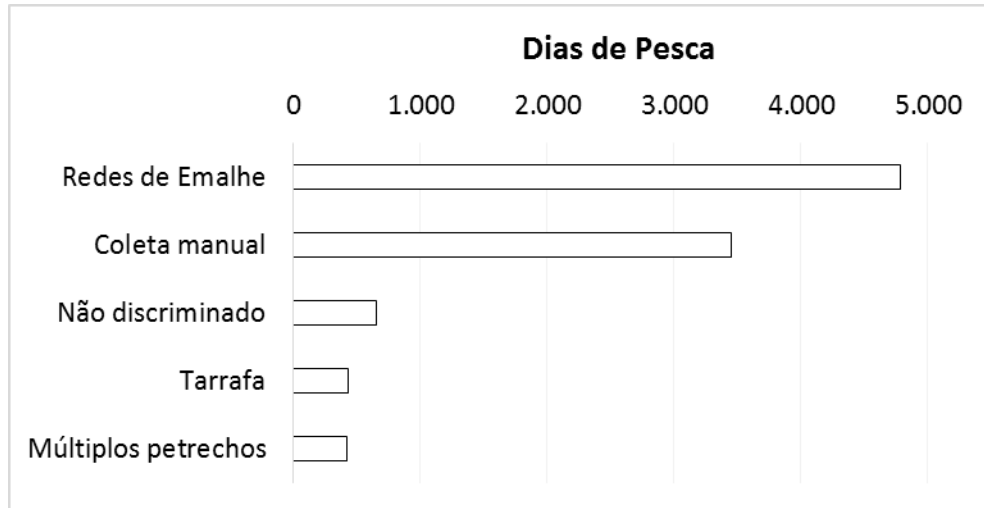 Dias de Pesca
0 1.000 2.000 3.000 4.000 5.000
Redes de Emalhe
Coleta manual
Não discriminado
Tarrafa
Múltiplos petrechos